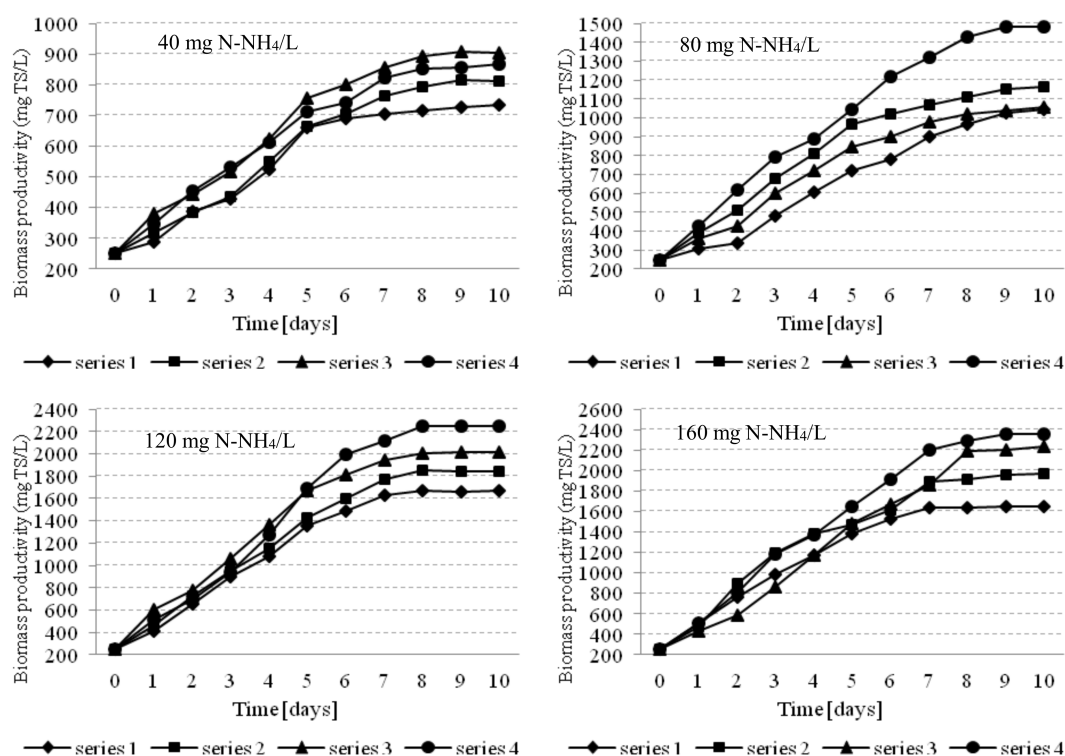 40 mg N-NH₄/L
Biomass productivity (mgTS/L)
1000
900
800
700
600
500
400
300
200
0 1 2 3 4 5 6 7 8 9 10
Time [days]
series 1 series 2 series 3 series 4
80 mg N-NH₄/L
Biomass productivity (mgTS/L)
1500
1400
1300
1200
1100
1000
900
800
700
600
500
400
300
200
0 1 2 3 4 5 6 7 8 9 10
Time [days]
series 1 series 2 series 3 series 4
120 mg N-NH₄/L
Biomass productivity (mgTS/L)
2400
2200
2000
1800
1600
1400
1200
1000
800
600
400
200
0 1 2 3 4 5 6 7 8 9 10
Time [days]
series 1 series 2 series 3 series 4
160 mg N-NH₄/L
Biomass productivity (mgTS/L)
2600
2400
2200
2000
1800
1600
1400
1200
1000
800
600
400
200
0 1 2 3 4 5 6 7 8 9 10
Time [days]
series 1 series 2 series 3 series 4